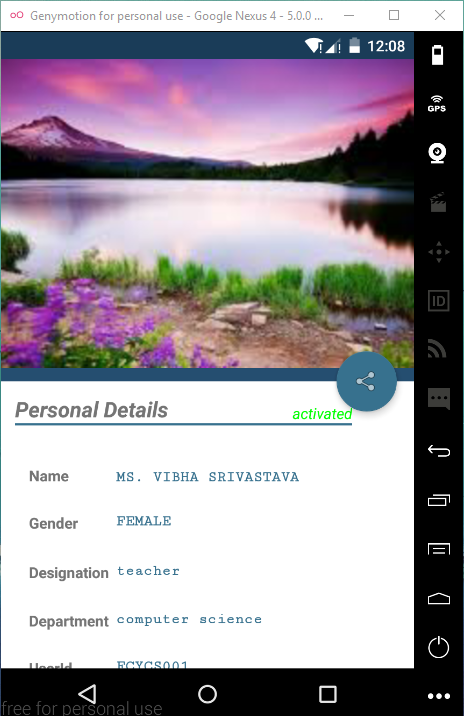 Genymotion for personal use - Google Nexus 4 - 5.0.0 ...
12:08
GPS
ID
Personal Details
activated
Name MS. VIBHA SRIVASTAVA
Gender FEMALE
Designation teacher
Department computer science
UserId FCYCS001
free for personal use